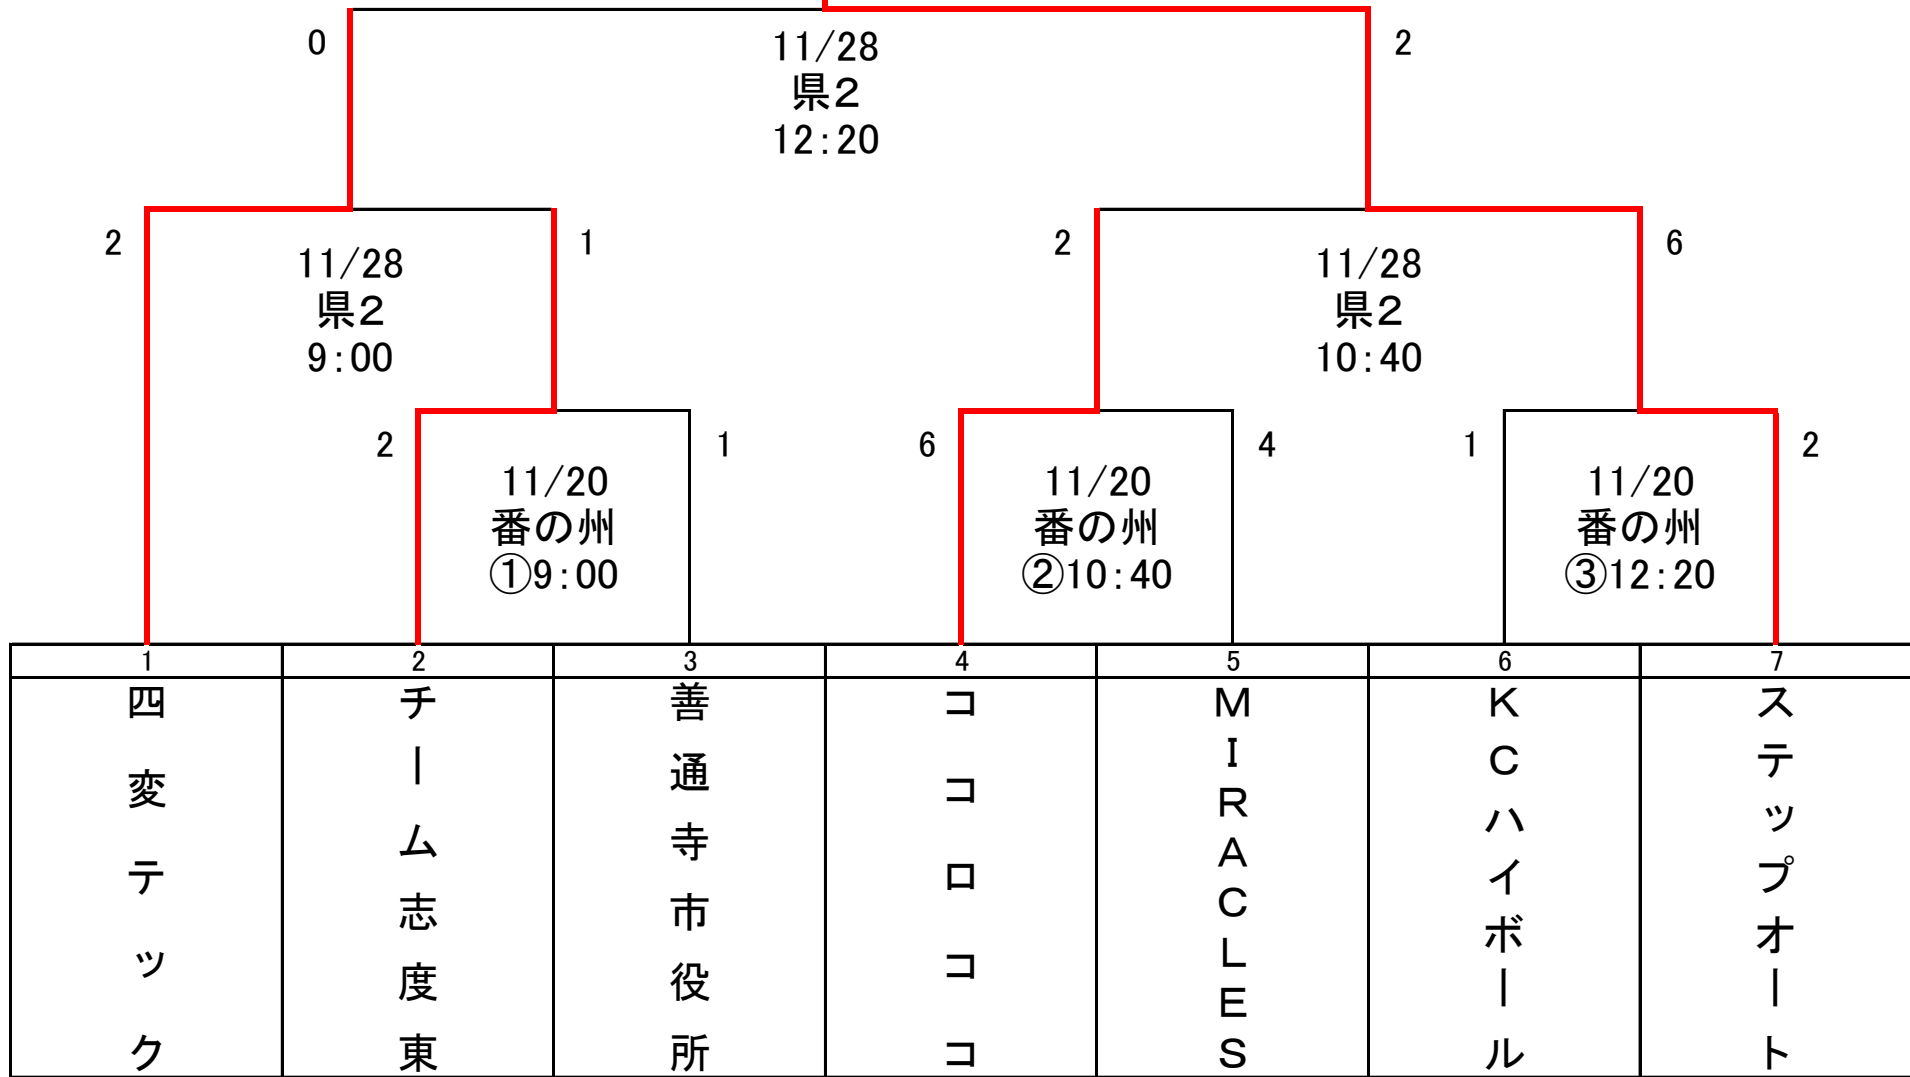 0
11/28
県2
12:20
2
2
11/28
県2
9:00
1
2
11/28
県2
10:40
6
2
11/20
番の州
①9:00
1
6
11/20
番の州
②10:40
4
1
11/20
番の州
③12:20
2
1
2
3
4
5
6
7
四変テック
チーム志度東
善通寺市役所
ココロココ
MIRACLES
KCハイボール
ステップオート